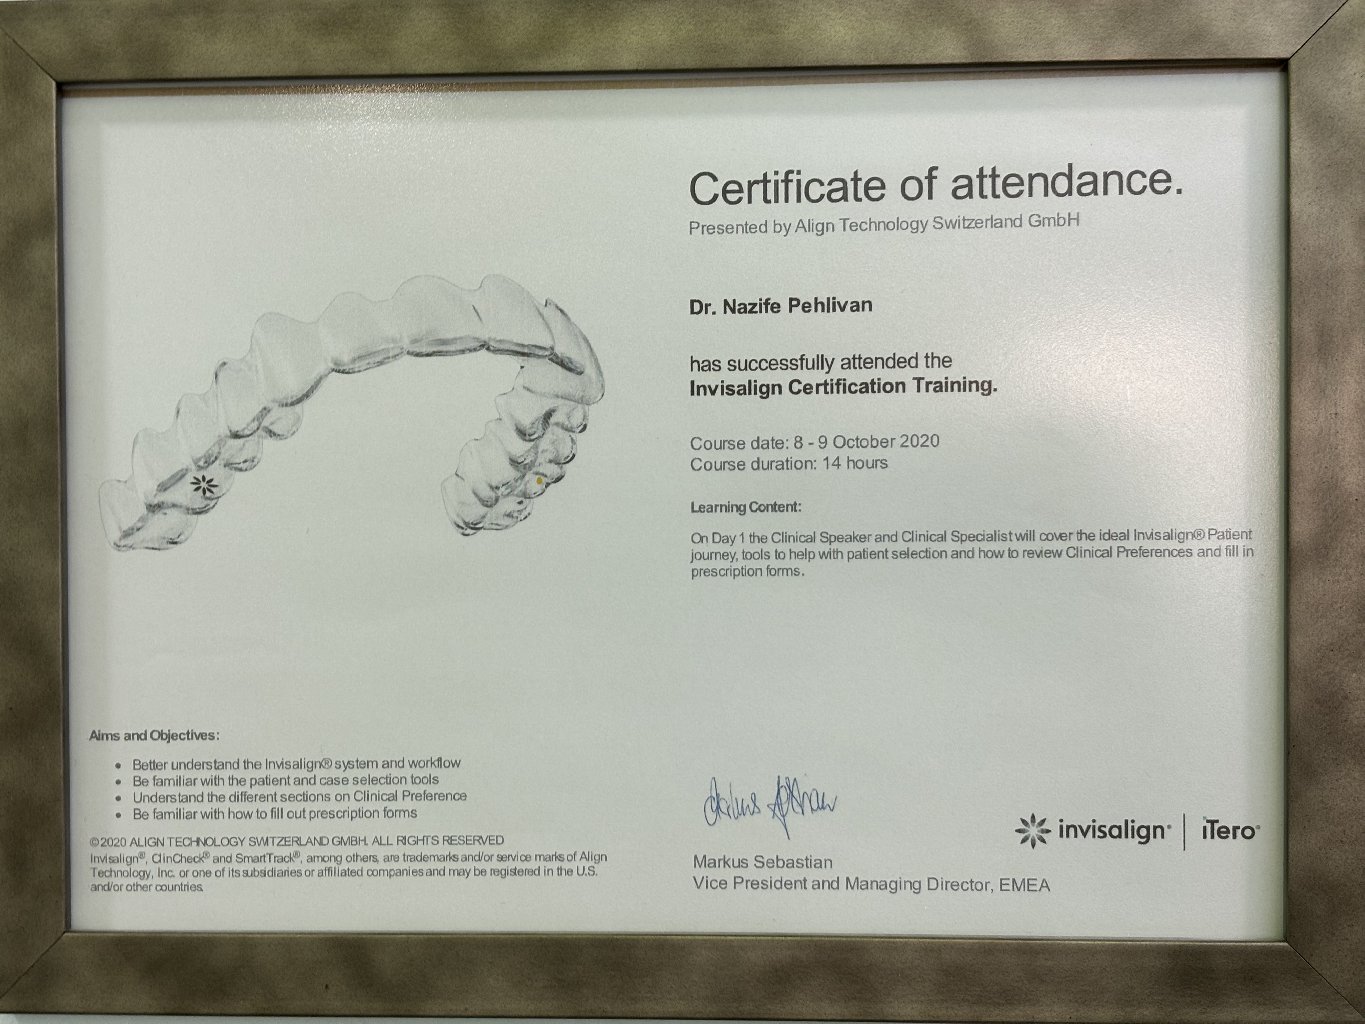 Certificate of attendance.
Presented by Align Technology Switzerland GmbH
Dr. Nazife Pehlivan
has successfully attended the
Invisalign Certification Training.
Course date: 8 - 9 October 2020
Course duration: 14 hours
Learning Content:
On Day 1 the Clinical Speaker and Clinical Specialist will cover the ideal Invisalign® Patient
journey, tools to help with patient selection and how to review Clinical Preferences and fill in
prescription forms.
Aims and Objectives:
• Better understand the Invisalign® system and workflow
• Be familiar with the patient and case selection tools
• Understand the different sections on Clinical Preference
• Be familiar with how to fill out prescription forms
©2020 ALIGN TECHNOLOGY SWITZERLAND GMBH. ALL RIGHTS RESERVED
Invisalign®, ClinCheck® and SmartTrack®, among others, are trademarks and/or service marks of Align
Technology, Inc. or one of its subsidiaries or affiliated companies and may be registered in the U.S.
and/or other countries.
Markus Sebastian
Vice President and Managing Director, EMEA
invisalign® | iTero®